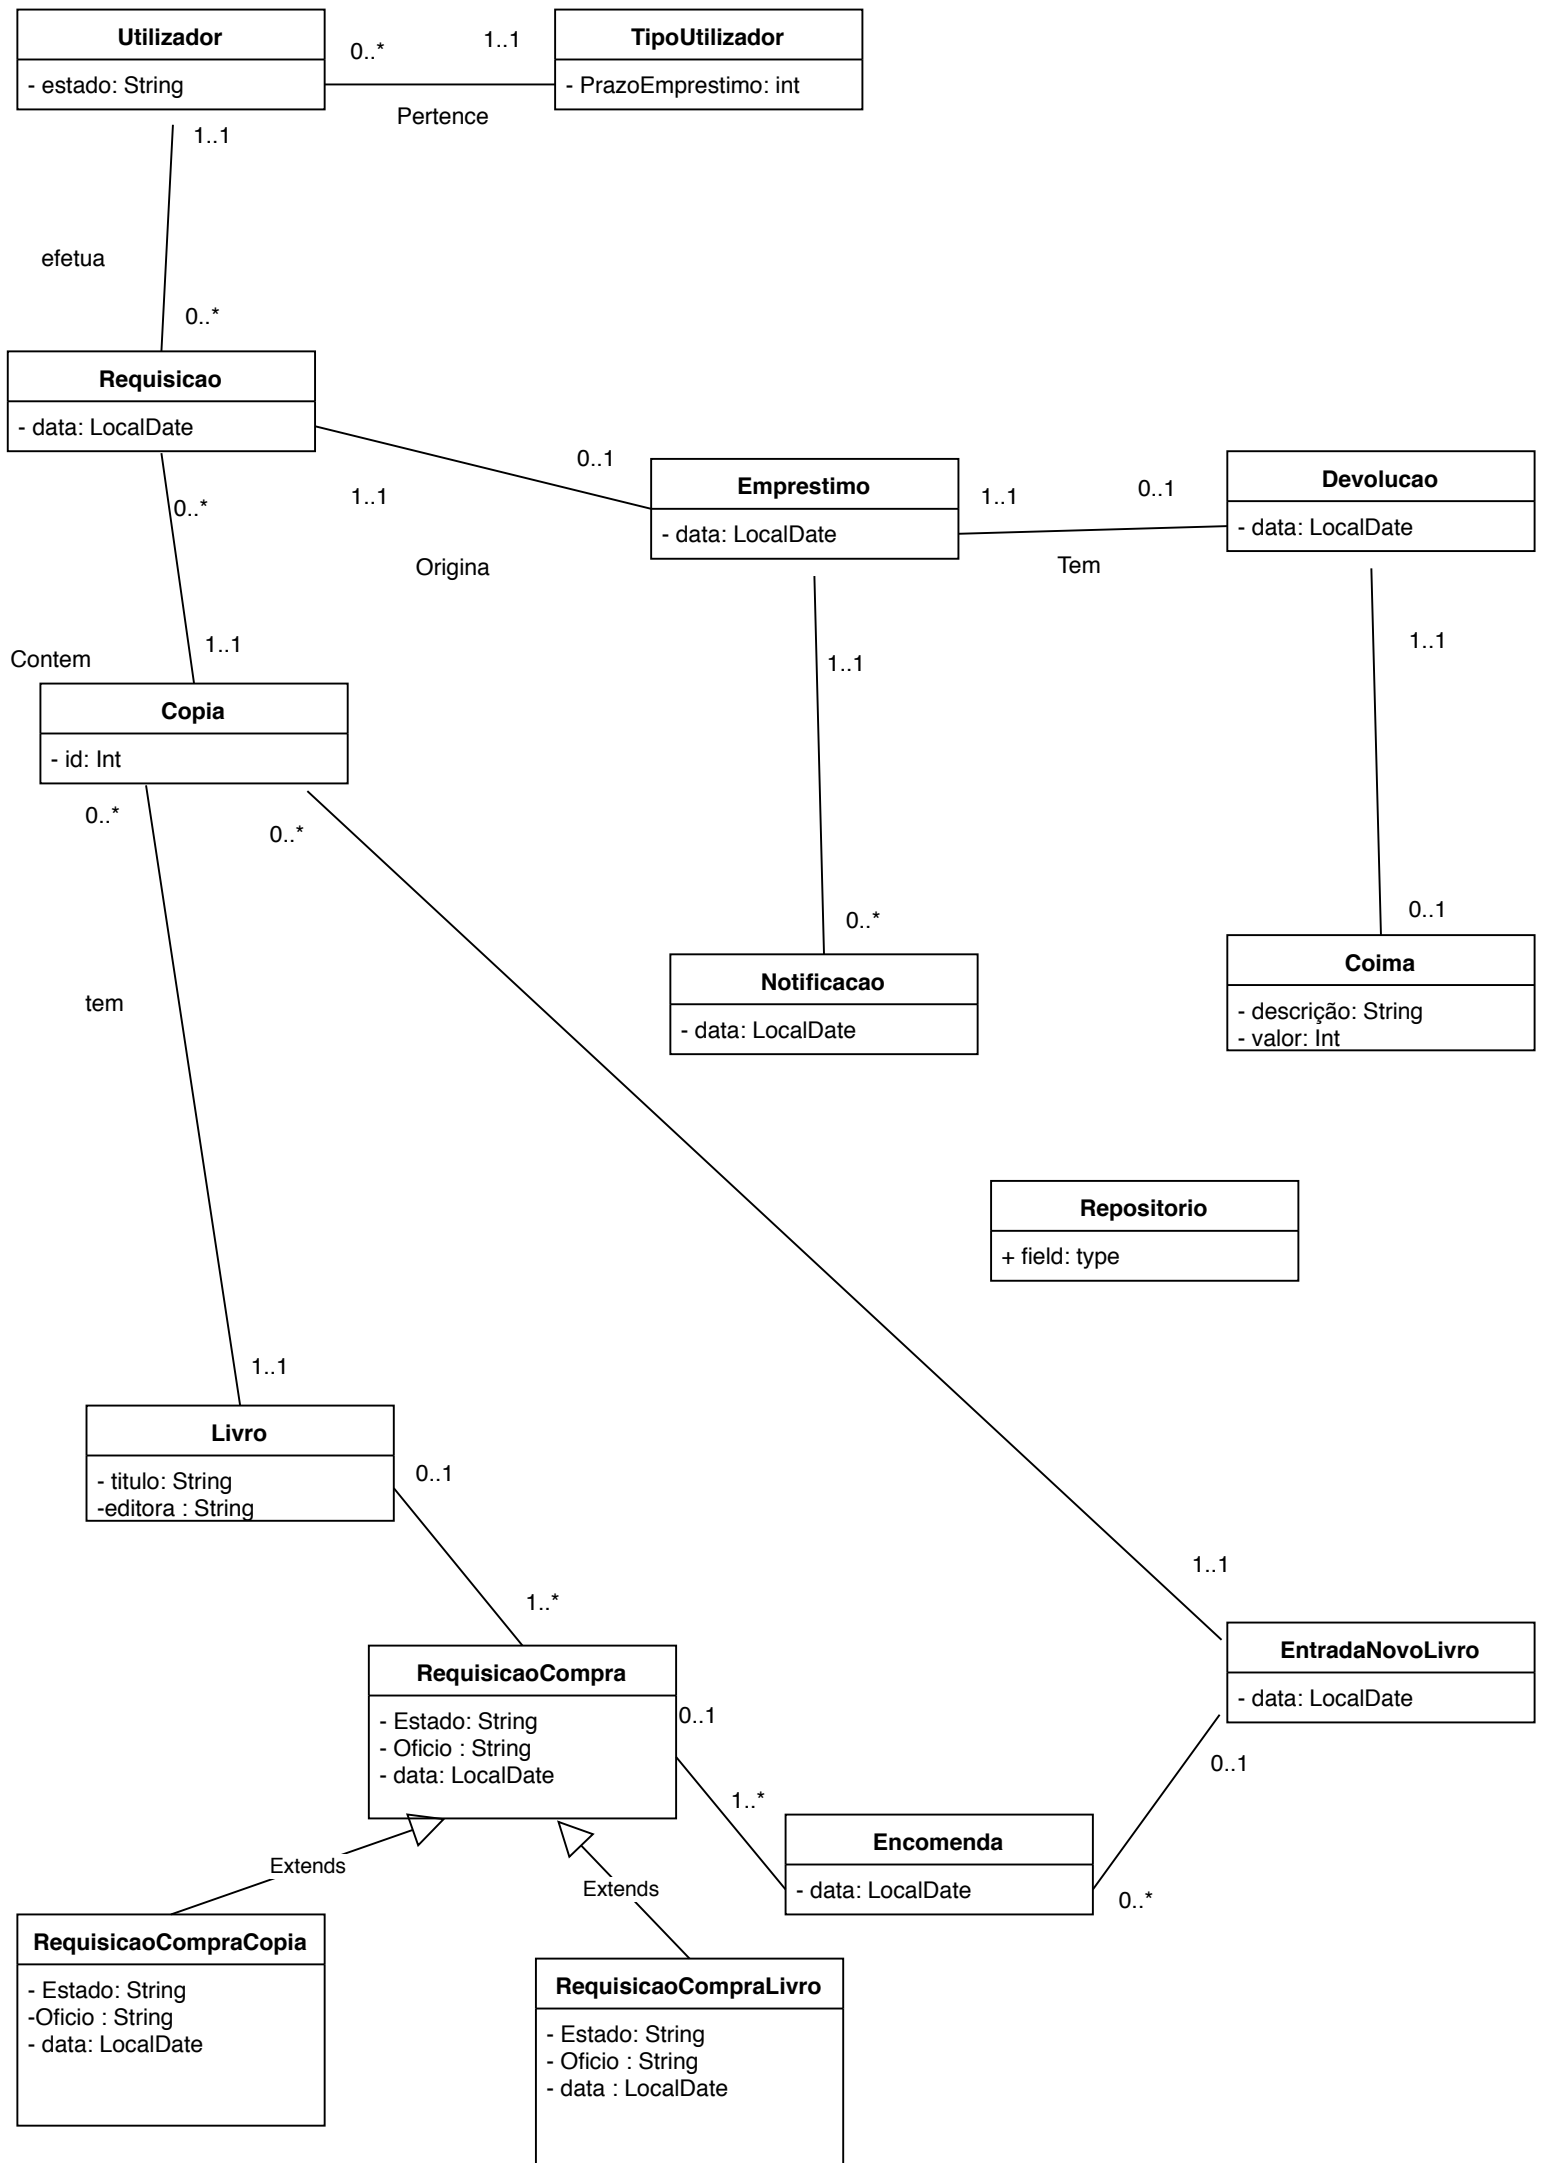 Utilizador
- estado: String
0..*
1..1
Pertence
TipoUtilizador
- PrazoEmprestimo: int
1..1
efetua
0..*
Requisicao
- data: LocalDate
0..*
1..1
Origina
0..1
Emprestimo
- data: LocalDate
1..1
0..1
Tem
Devolucao
- data: LocalDate
1..1
Contem
1..1
1..1
Copia
- id: Int
0..*
0..*
0..*
0..1
Notificacao
- data: LocalDate
Coima
- descrição: String
- valor: Int
tem
Repositorio
+ field: type
1..1
Livro
- titulo: String
-editora : String
0..1
1..*
1..1
RequisicaoCompra
- Estado: String
- Oficio : String
- data: LocalDate
0..1
1..*
EntradaNovoLivro
- data: LocalDate
0..1
Encomenda
- data: LocalDate
0..*
Extends
Extends
RequisicaoCompraCopia
- Estado: String
-Oficio : String
- data: LocalDate
RequisicaoCompraLivro
- Estado: String
- Oficio : String
- data : LocalDate